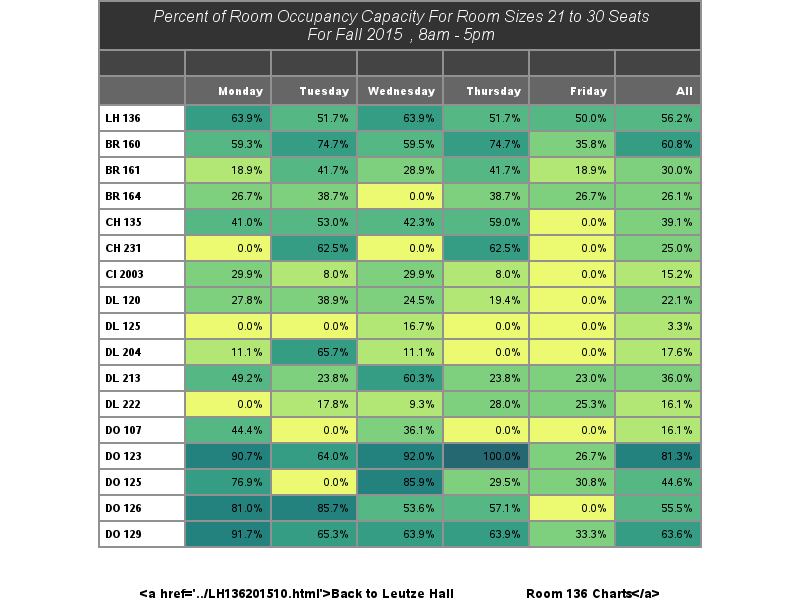 Percent of Room Occupancy Capacity For Room Sizes 21 to 30 Seats
For Fall 2015 , 8am - 5pm
Monday Tuesday Wednesday Thursday Friday All
LH 136 63.9% 51.7% 63.9% 51.7% 50.0% 56.2%
BR 160 59.3% 74.7% 59.5% 74.7% 35.8% 60.8%
BR 161 18.9% 41.7% 28.9% 41.7% 18.9% 30.0%
BR 164 26.7% 38.7% 0.0% 38.7% 26.7% 26.1%
CH 135 41.0% 53.0% 42.3% 59.0% 0.0% 39.1%
CH 231 0.0% 62.5% 0.0% 62.5% 0.0% 25.0%
CI 2003 29.9% 8.0% 29.9% 8.0% 0.0% 15.2%
DL 120 27.8% 38.9% 24.5% 19.4% 0.0% 22.1%
DL 125 0.0% 0.0% 16.7% 0.0% 0.0% 3.3%
DL 204 11.1% 65.7% 11.1% 0.0% 0.0% 17.6%
DL 213 49.2% 23.8% 60.3% 23.8% 23.0% 36.0%
DL 222 0.0% 17.8% 9.3% 28.0% 25.3% 16.1%
DO 107 44.4% 0.0% 36.1% 0.0% 0.0% 16.1%
DO 123 90.7% 64.0% 92.0% 100.0% 26.7% 81.3%
DO 125 76.9% 0.0% 85.9% 29.5% 30.8% 44.6%
DO 126 81.0% 85.7% 53.6% 57.1% 0.0% 55.5%
DO 129 91.7% 65.3% 63.9% 63.9% 33.3% 63.6%
<a href='../LH136201510.html'>Back to Leutze Hall Room 136 Charts</a>